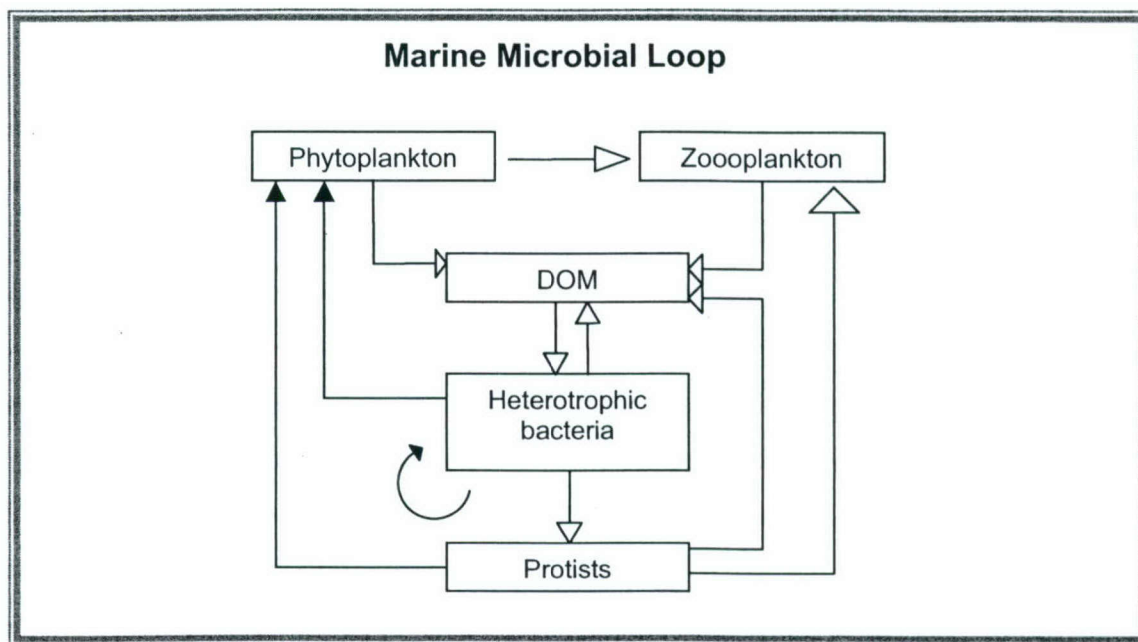 Marine Microbial Loop
Phytoplankton
Zoooplankton
DOM
Heterotrophic
bacteria
Protists